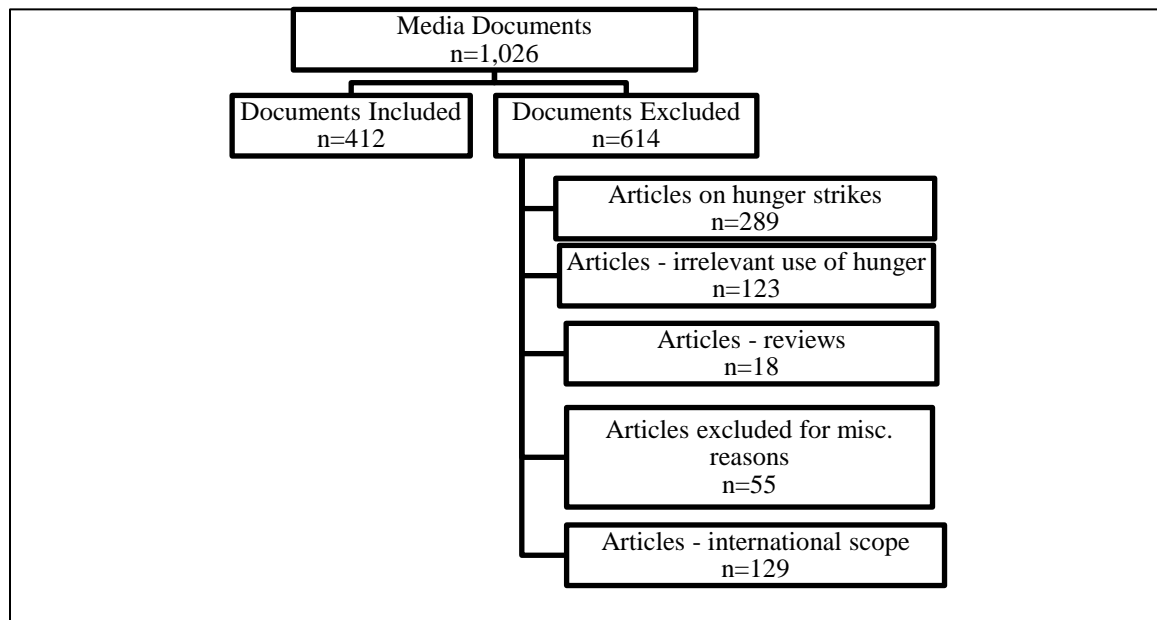 Media Documents
n=1,026
Documents Included
n=412
Documents Excluded
n=614
Articles on hunger strikes
n=289
Articles - irrelevant use of hunger
n=123
Articles - reviews
n=18
Articles excluded for misc.
reasons
n=55
Articles - international scope
n=129